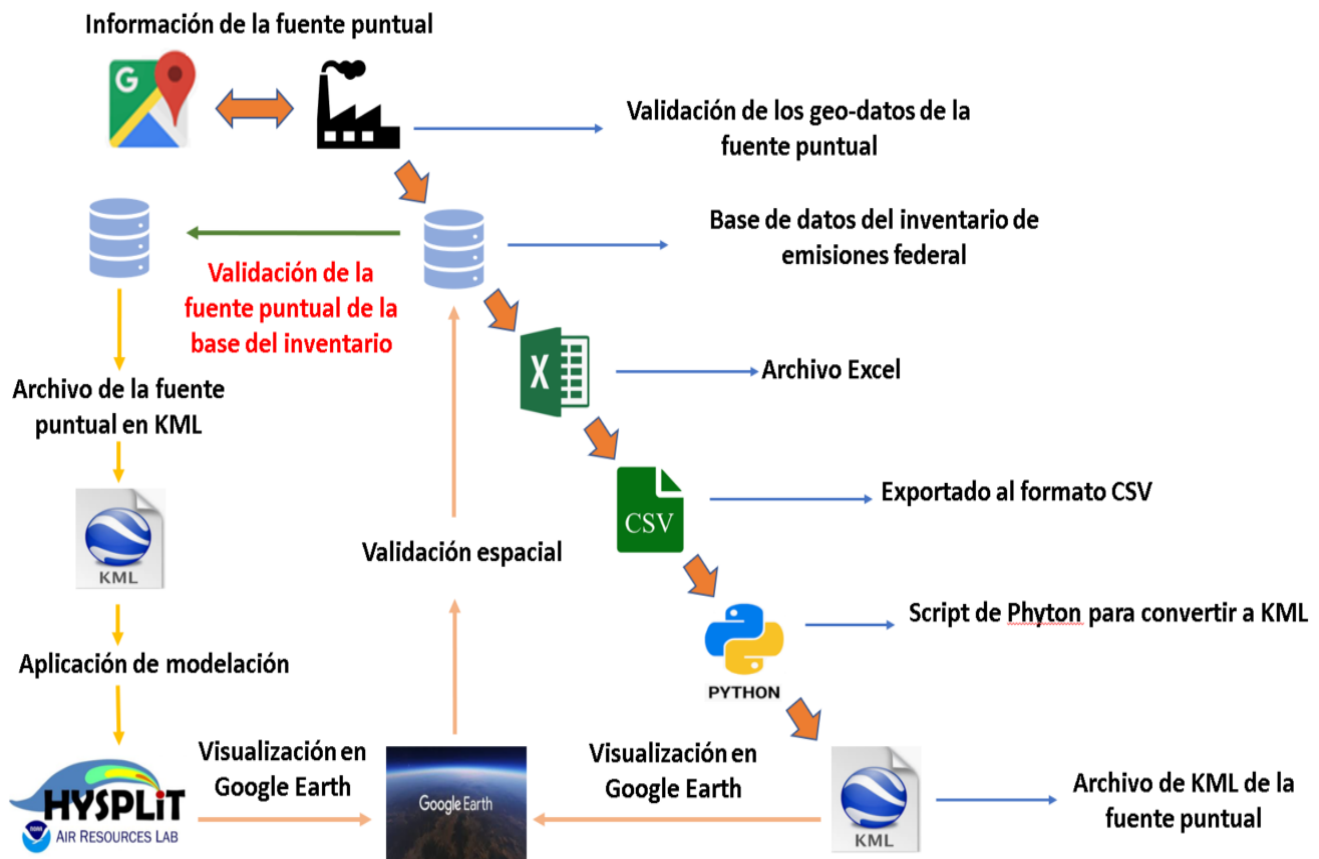 Información de la fuente puntual
G
Validación de los geo-datos de la
fuente puntual
Base de datos del inventario de
emisiones federal
Validación de la
fuente puntual de la
base del inventario
X
Archivo Excel
Archivo de la fuente
puntual en KML
CSV
Exportado al formato CSV
KML
Validación espacial
Script de Phyton para convertir a KML
PYTHON
Aplicación de modelación
Visualización en
Google Earth
Visualización en
Google Earth
HYSPLiT
AIR RESOURCES LAB
Google Earth
KML
Archivo de KML de la
fuente puntual